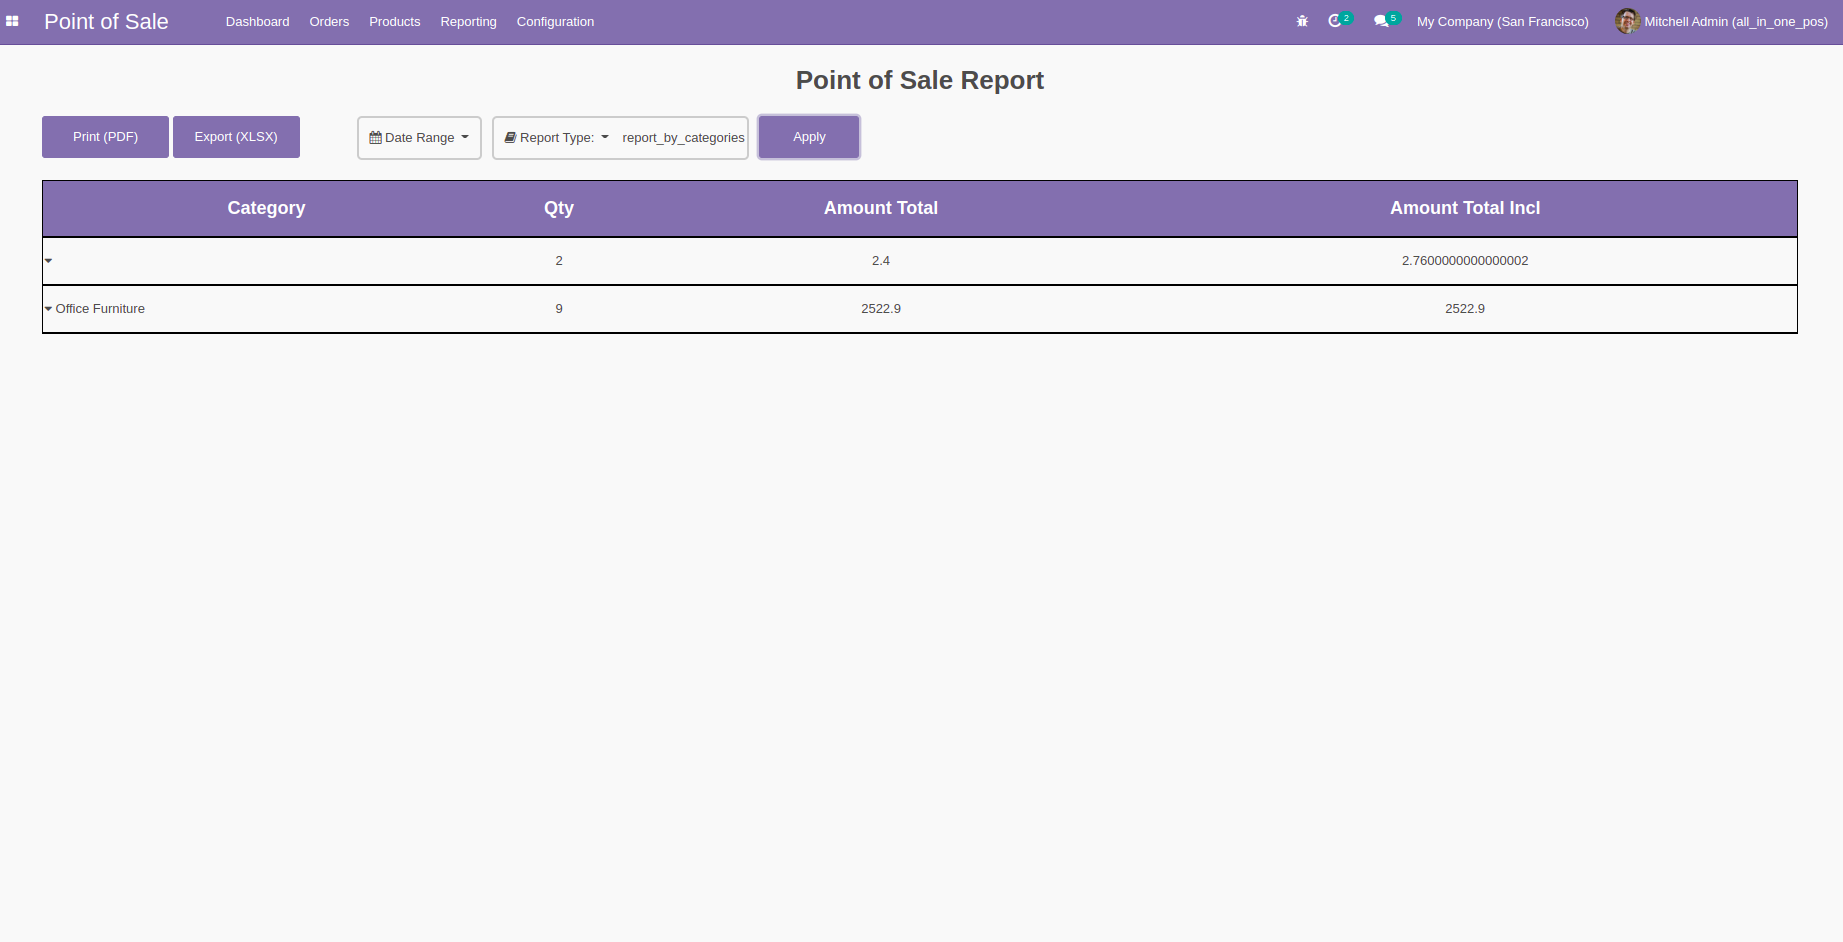 Point of Sale Dashboard Orders Products Reporting Configuration 2 5 My Company (San Francisco) Mitchell Admin (all_in_one_pos)
Point of Sale Report
Print (PDF) Export (XLSX) Date Range Report Type: report_by_categories Apply
Category Qty Amount Total Amount Total Incl
2 2.4 2.7600000000000002
Office Furniture 9 2522.9 2522.9